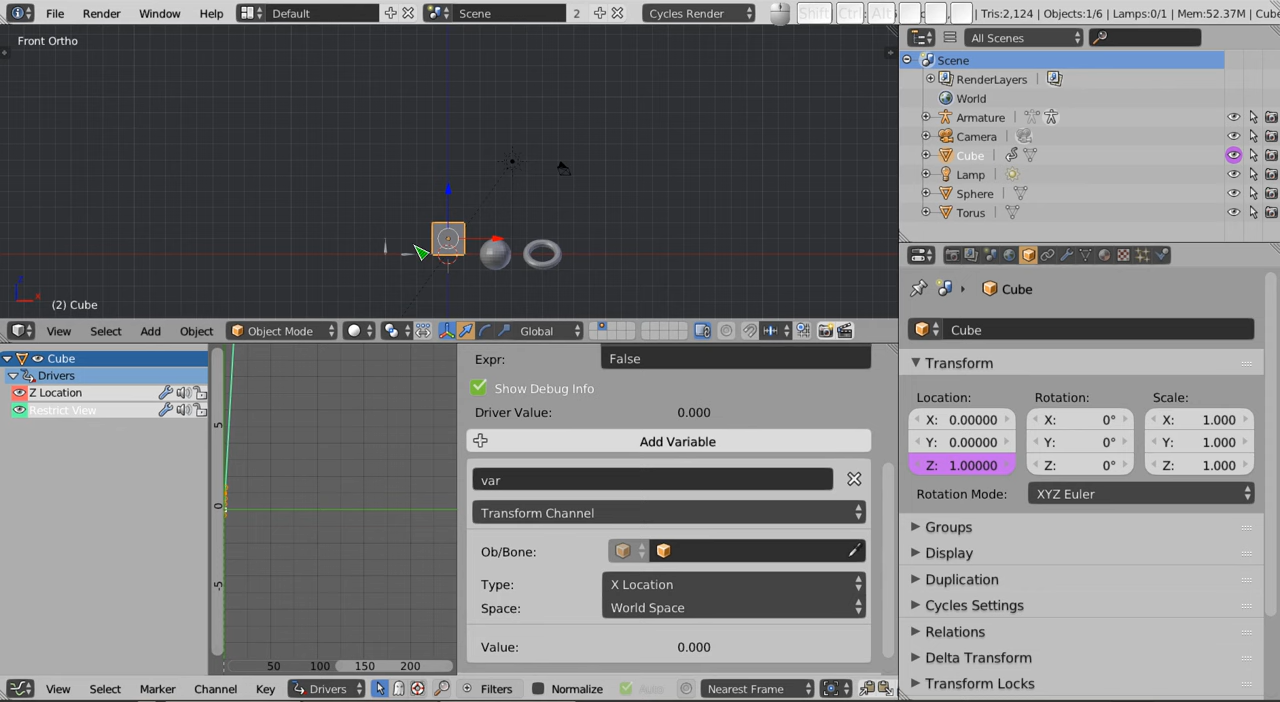 File Render Window Help Default Scene 2 Cycles Render Shift Ctrl Alt | Tris:2,124 | Objects:1/6 | Lamps:0/1 | Mem:52.37M | Cube
Front Ortho
(2) Cube
View Select Add Object Object Mode Global
All Scenes
Scene
RenderLayers
World
Armature
Camera
Cube
Lamp
Sphere
Torus
Cube
Cube
Transform
Location: Rotation: Scale:
X: 0.00000 X: 0° X: 1.000
Y: 0.00000 Y: 0° Y: 1.000
Z: 1.00000 Z: 0° Z: 1.000
Rotation Mode: XYZ Euler
Groups
Display
Duplication
Cycles Settings
Relations
Delta Transform
Transform Locks
Cube
Drivers
Z Location
Restrict View
5
0
-5
50 100 150 200
Expr: False
Show Debug Info
Driver Value: 0.000
Add Variable
var
Transform Channel
Ob/Bone:
Type: X Location
Space: World Space
Value: 0.000
View Select Marker Channel Key Drivers Filters Normalize Auto Nearest Frame